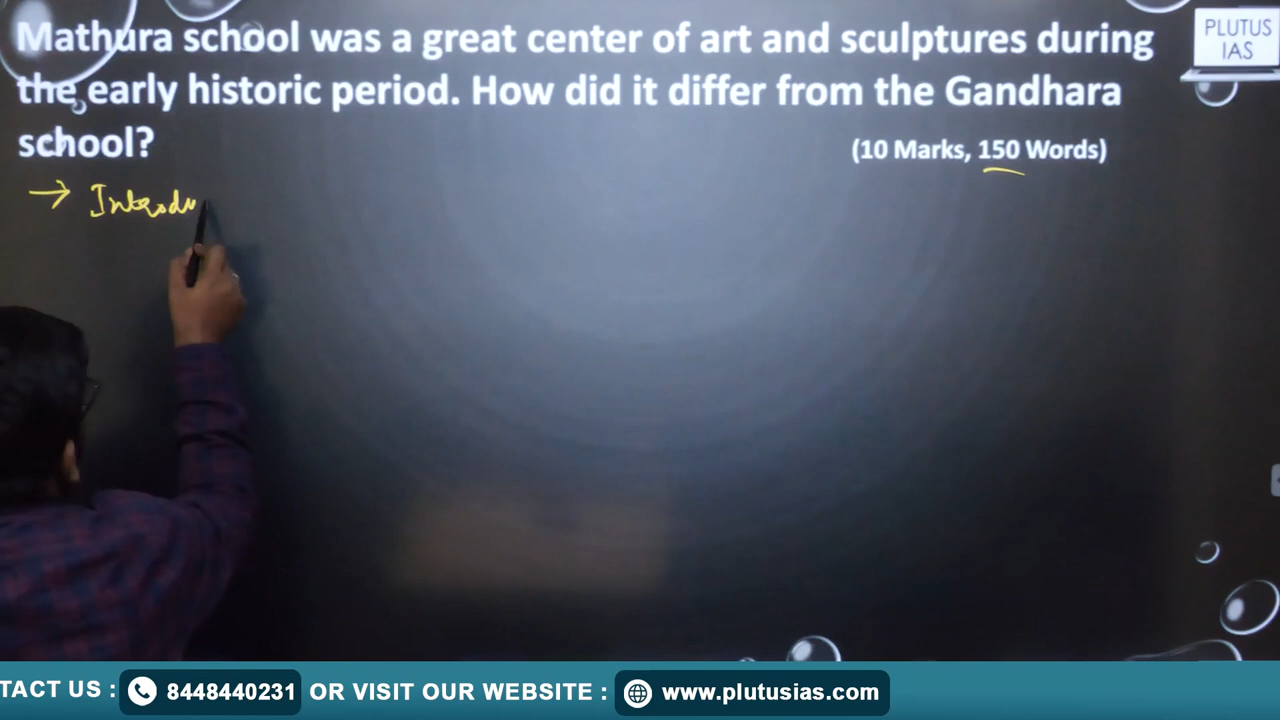 Mathura school was a great center of art and sculptures during
PLUTUS
IAS
the early historic period. How did it differ from the Gandhara
school?
(10 Marks, 150 Words)
→ Introdu
TACT US :
8448440231
OR VISIT OUR WEBSITE :
www.plutusias.com